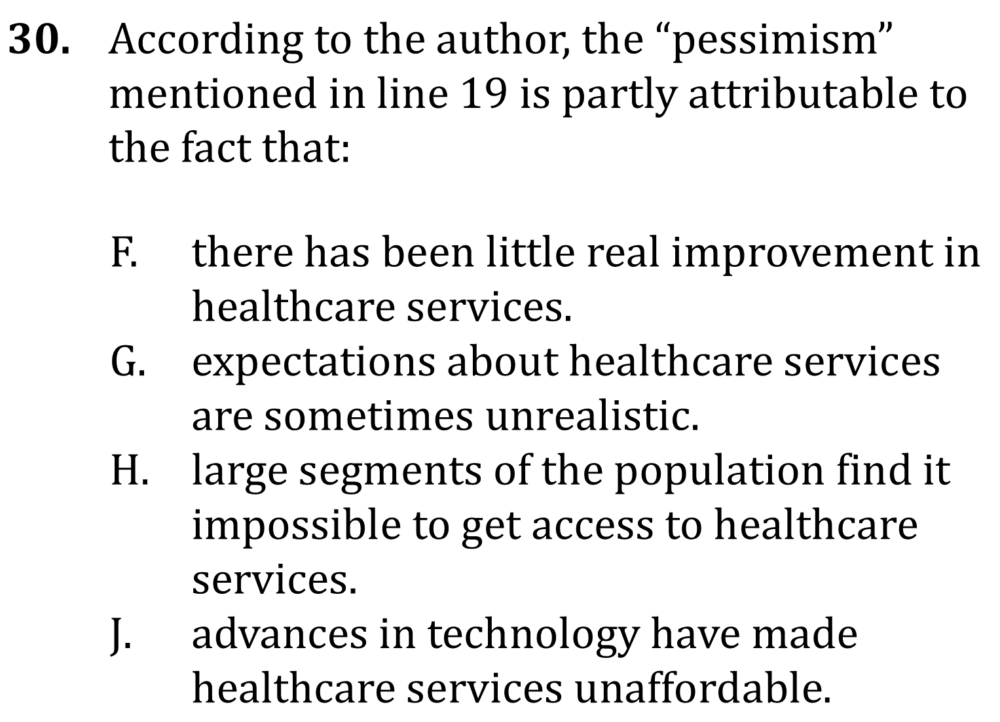 30. According to the author, the “pessimism”
mentioned in line 19 is partly attributable to
the fact that:
F. there has been little real improvement in
healthcare services.
G. expectations about healthcare services
are sometimes unrealistic.
H. large segments of the population find it
impossible to get access to healthcare
services.
J. advances in technology have made
healthcare services unaffordable.